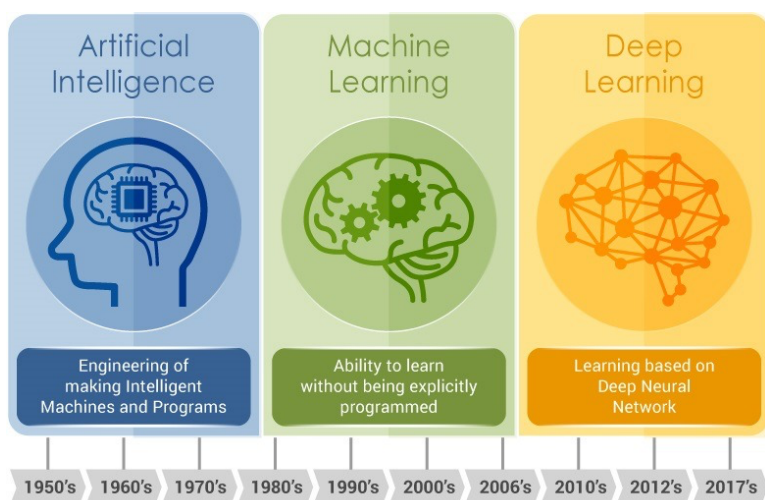 Artificial
Intelligence
Machine
Learning
Deep
Learning
Engineering of
making Intelligent
Machines and Programs
Ability to learn
without being explicitly
programmed
Learning based on
Deep Neural
Network
1950's 1960's 1970's 1980's 1990's 2000's 2006's 2010's 2012's 2017's